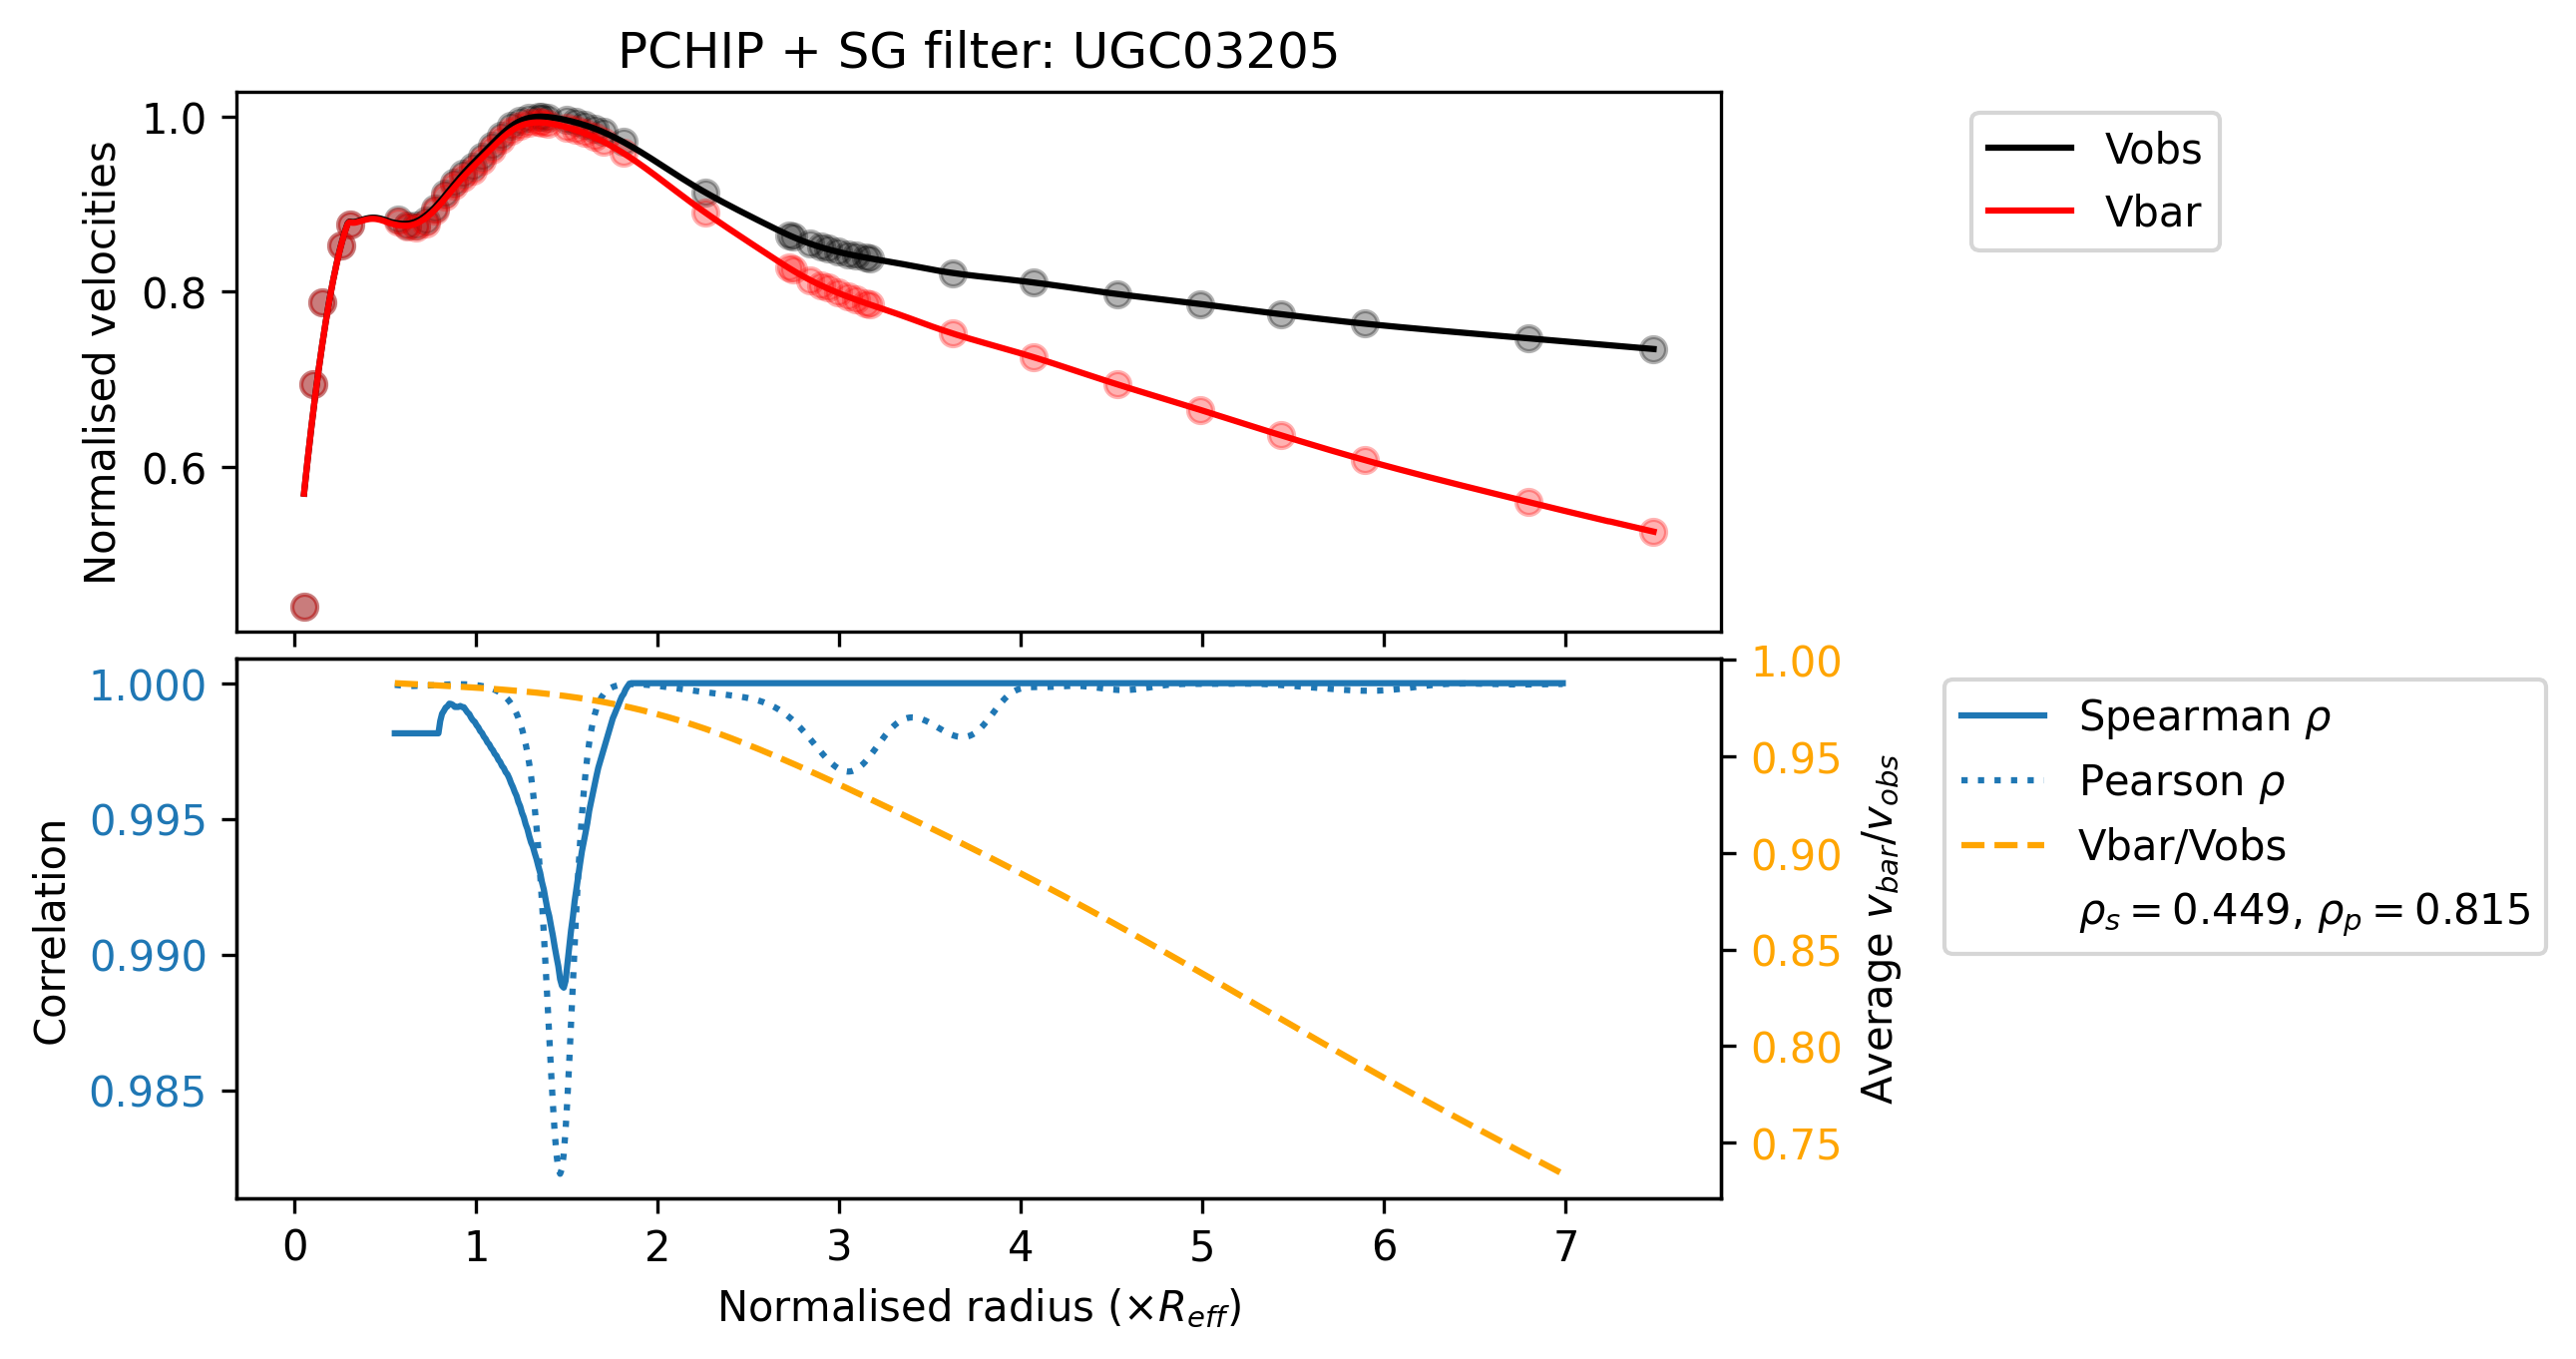 PCHIP + SG filter: UGC03205
Normalised velocities
1.0
0.8
0.6
Vobs
Vbar
Correlation
1.000
0.995
0.990
0.985
1.00
0.95
0.90
0.85
0.80
0.75
Average v_bar/v_obs
Spearman ρ
Pearson ρ
Vbar/Vobs
ρ_s = 0.449, ρ_p = 0.815
0 1 2 3 4 5 6 7
Normalised radius (×R_eff)